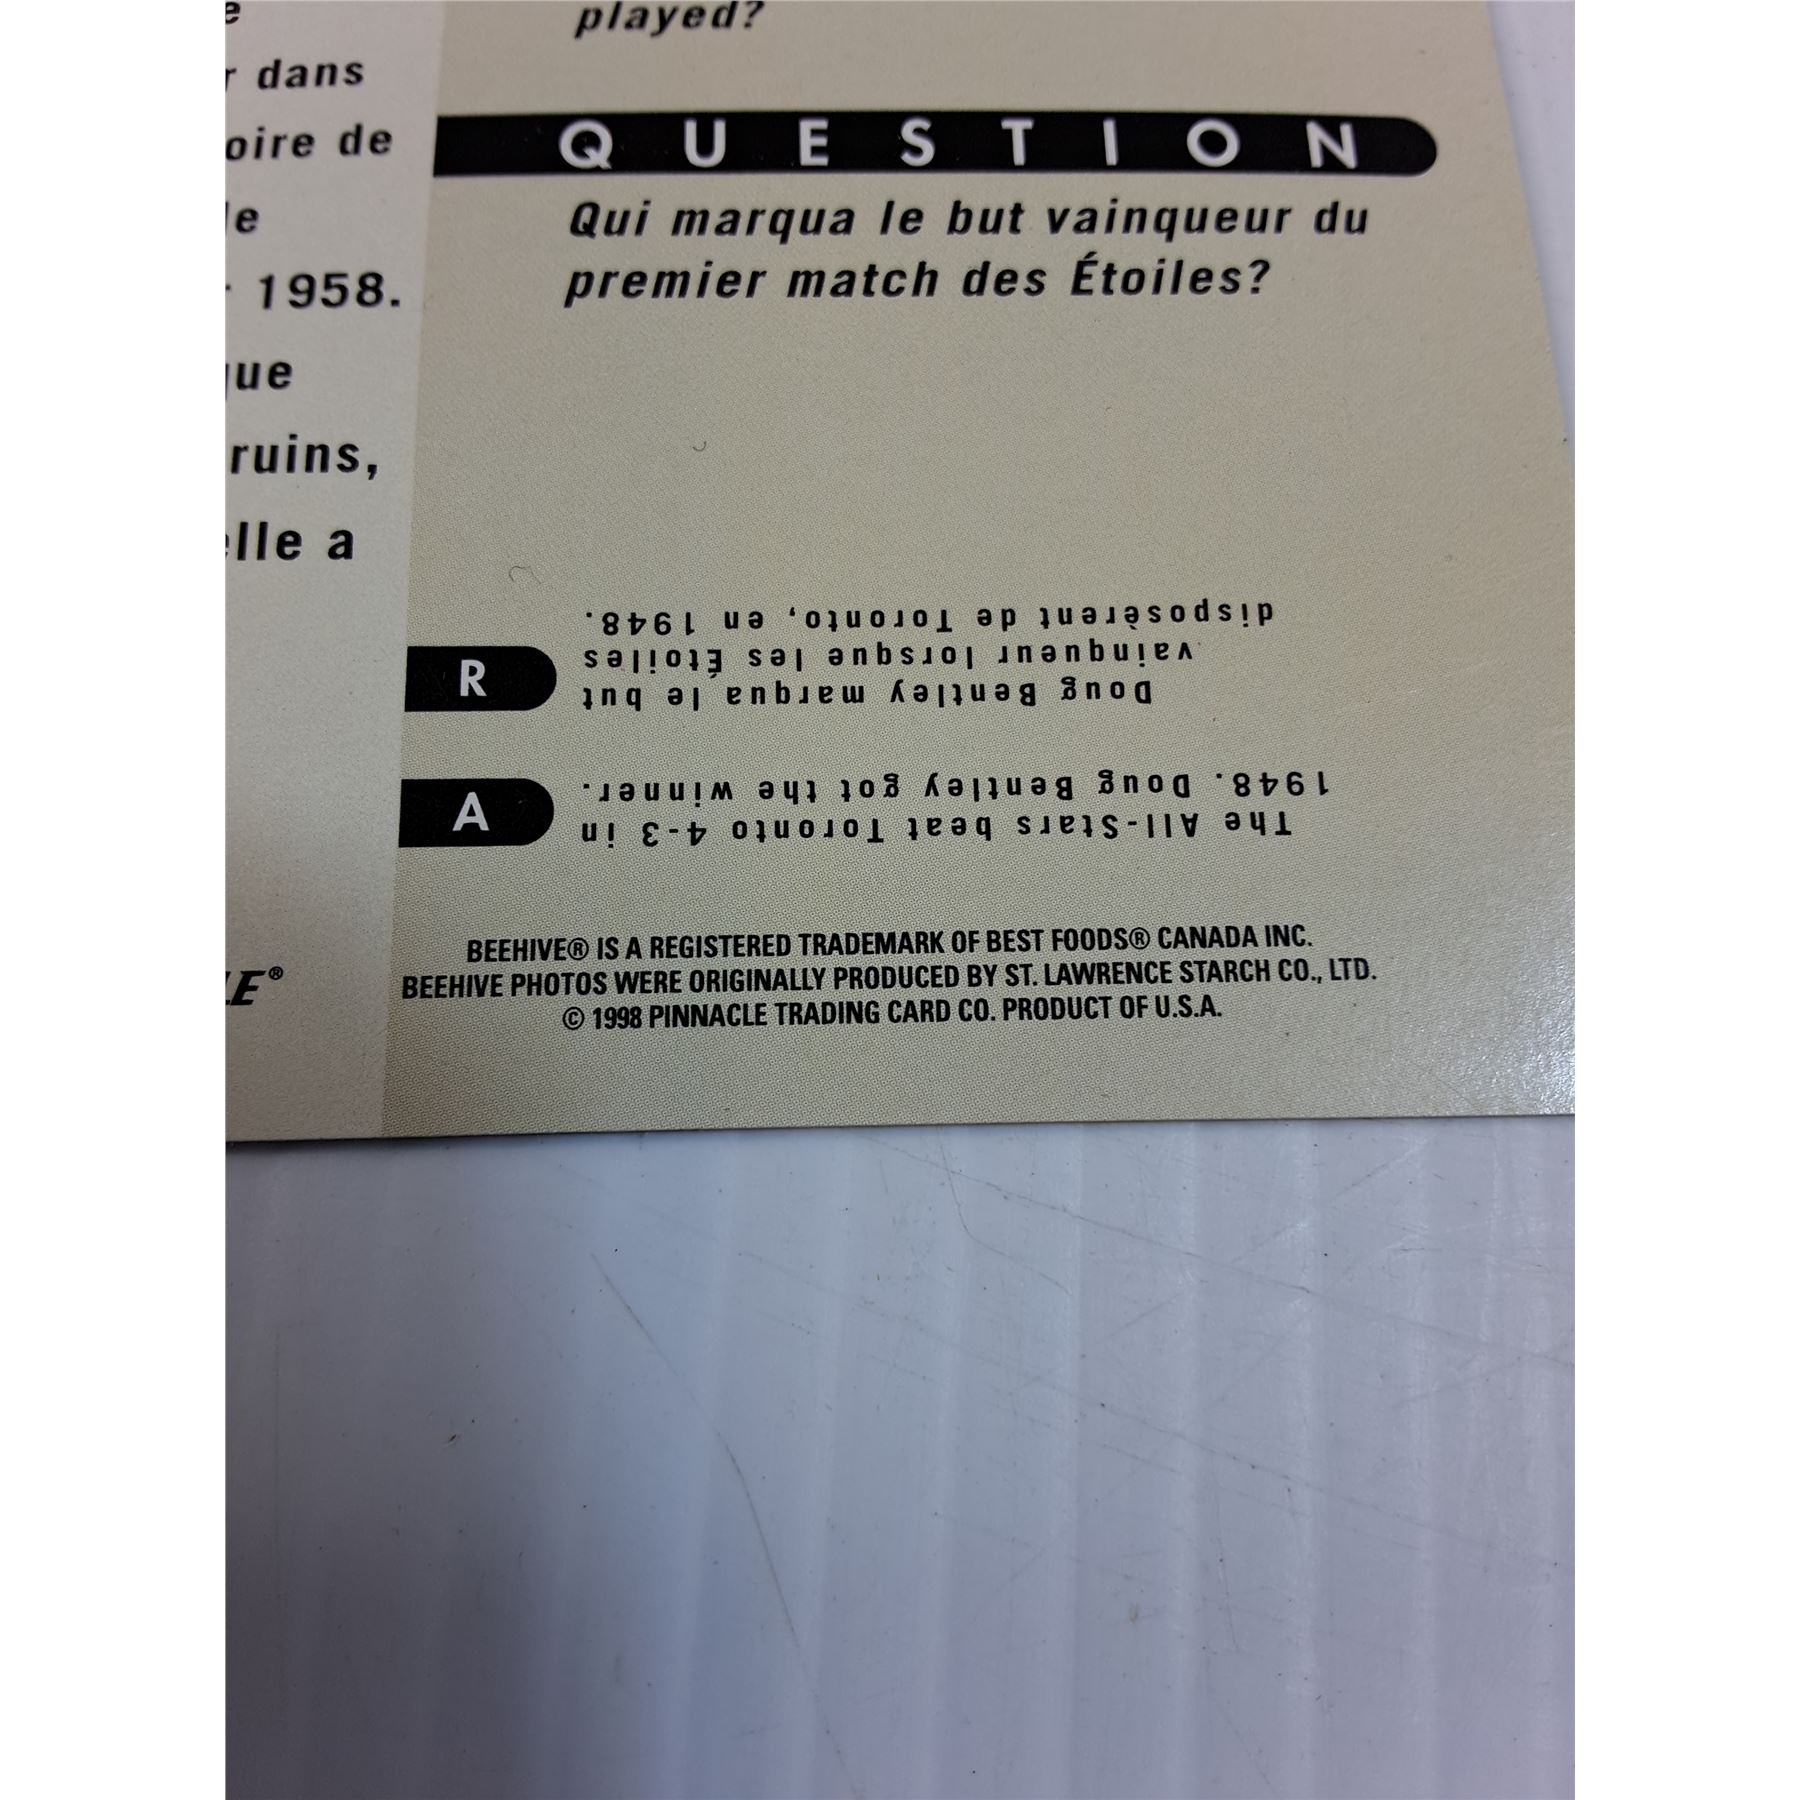 played?
dans
oire de
le
1958.
ruins,
elle a
QUESTION
Qui marqua le but vainqueur du
premier match des Étoiles?
R
Doug Bentley marqua le but
vainqueur lorsque les Étoiles
disposèrent de Toronto, en 1948.
A
The All-Stars beat Toronto 4-3 in
1948. Doug Bentley got the winner.
BEEHIVE® IS A REGISTERED TRADEMARK OF BEST FOODS® CANADA INC.
BEEHIVE PHOTOS WERE ORIGINALLY PRODUCED BY ST. LAWRENCE STARCH CO., LTD.
© 1998 PINNACLE TRADING CARD CO. PRODUCT OF U.S.A.